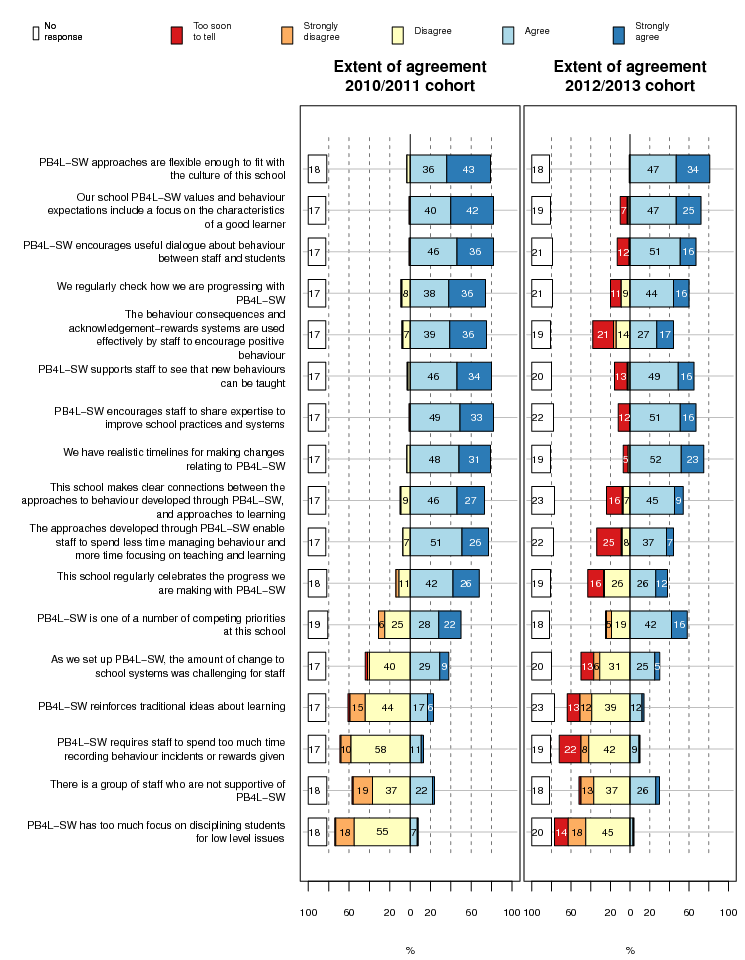 No
response
Too soon
to tell
Strongly
disagree
Disagree
Agree
Strongly
agree
Extent of agreement
2010/2011 cohort
Extent of agreement
2012/2013 cohort
PB4L−SW approaches are flexible enough to fit with
the culture of this school
18 36 43 18 47 34
Our school PB4L−SW values and behaviour
expectations include a focus on the characteristics
of a good learner
17 40 42 19 7 47 25
PB4L−SW encourages useful dialogue about behaviour
between staff and students
17 46 36 21 12 51 16
We regularly check how we are progressing with
PB4L−SW
17 8 38 36 21 11 9 44 16
The behaviour consequences and
acknowledgement−rewards systems are used
effectively by staff to encourage positive
behaviour
17 7 39 36 19 21 14 27 17
PB4L−SW supports staff to see that new behaviours
can be taught
17 46 34 20 13 49 16
PB4L−SW encourages staff to share expertise to
improve school practices and systems
17 49 33 22 12 51 16
We have realistic timelines for making changes
relating to PB4L−SW
17 48 31 19 5 52 23
This school makes clear connections between the
approaches to behaviour developed through PB4L−SW,
and approaches to learning
17 9 46 27 23 16 7 45 9
The approaches developed through PB4L−SW enable
staff to spend less time managing behaviour and
more time focusing on teaching and learning
17 7 51 26 22 25 8 37 7
This school regularly celebrates the progress we
are making with PB4L−SW
18 11 42 26 19 16 26 26 12
PB4L−SW is one of a number of competing priorities
at this school
19 6 25 28 22 18 5 19 42 16
As we set up PB4L−SW, the amount of change to
school systems was challenging for staff
17 40 29 9 20 13 6 31 25 5
PB4L−SW reinforces traditional ideas about learning
17 15 44 17 6 23 13 12 39 12
PB4L−SW requires staff to spend too much time
recording behaviour incidents or rewards given
17 10 58 11 19 22 8 42 9
There is a group of staff who are not supportive of
PB4L−SW
18 19 37 22 18 13 37 26
PB4L−SW has too much focus on disciplining students
for low level issues
18 18 55 7 20 14 18 45
100 60 20 0 20 60 100 100 60 20 0 20 60 100
% %